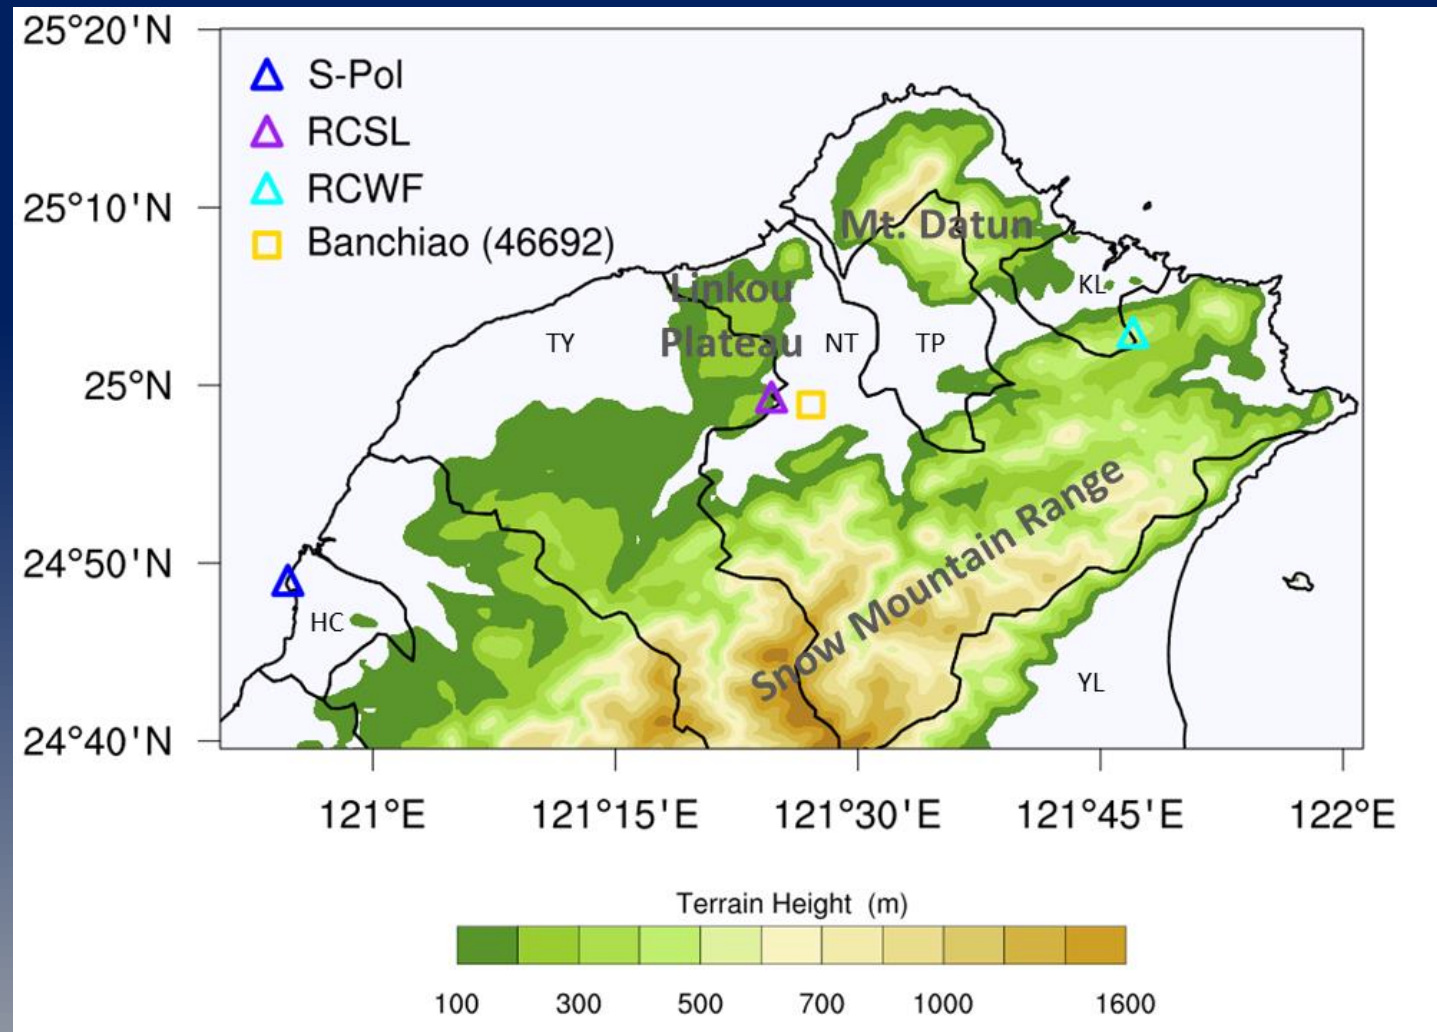 25°20'N
S-Pol
RCSL
RCWF
Banchiao (46692)
25°10'N
Mt. Datun
Linkou
Plateau
KL
TY
NT
TP
25°N
Snow Mountain Range
24°50'N
HC
YL
24°40'N
121°E 121°15'E 121°30'E 121°45'E 122°E
Terrain Height (m)
100 300 500 700 1000 1600